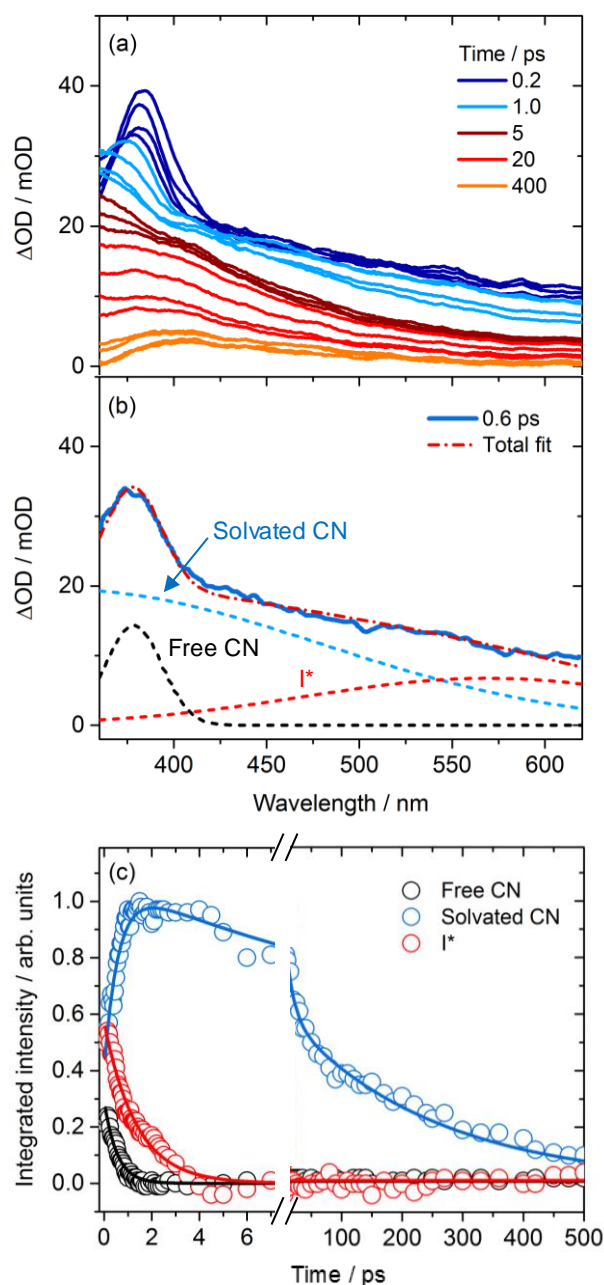 (a)
Time / ps
0.2
1.0
5
20
400
40
20
0
ΔOD / mOD
(b)
0.6 ps
Total fit
Solvated CN
Free CN
I*
40
20
0
ΔOD / mOD
400 450 500 550 600
Wavelength / nm
(c)
Free CN
Solvated CN
I*
1.0
0.8
0.6
0.4
0.2
0.0
Integrated intensity / arb. units
0 2 4 6 100 200 300 400 500
Time / ps